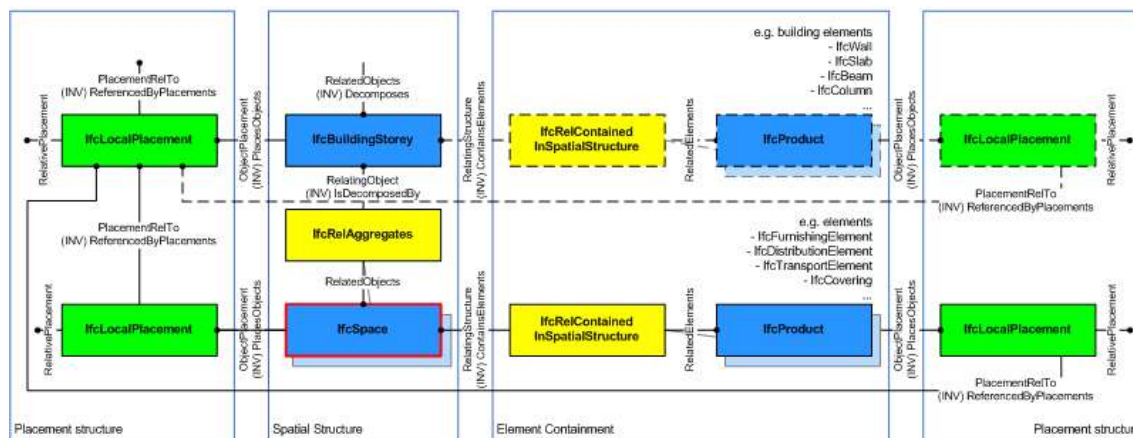 e.g. building elements
- IfcWall
- IfcSlab
- IfcBeam
- IfcColumn
...
PlacementRelTo
(INV) ReferencedByPlacements
RelatedObjects
(INV) Decomposes
RelativePlacement
IfcLocalPlacement
ObjectPlacement
(INV) PlacesObjects
IfcBuildingStorey
RelatingStructure
(INV) ContainsElements
IfcRelContained
InSpatialStructure
RelatedElements
IfcProduct
ObjectPlacement
(INV) PlacesObjects
IfcLocalPlacement
RelativePlacement
RelatingObject
(INV) IsDecomposedBy
PlacementRelTo
(INV) ReferencedByPlacements
PlacementRelTo
(INV) ReferencedByPlacements
IfcRelAggregates
e.g. elements
- IfcFurnishingElement
- IfcDistributionElement
- IfcTransportElement
- IfcCovering
...
RelatedObjects
RelativePlacement
IfcLocalPlacement
ObjectPlacement
(INV) PlacesObjects
IfcSpace
RelatingStructure
(INV) ContainsElements
IfcRelContained
InSpatialStructure
RelatedElements
IfcProduct
ObjectPlacement
(INV) PlacesObjects
IfcLocalPlacement
RelativePlacement
PlacementRelTo
(INV) ReferencedByPlacements
Placement structure
Spatial Structure
Element Containment
Placement structu